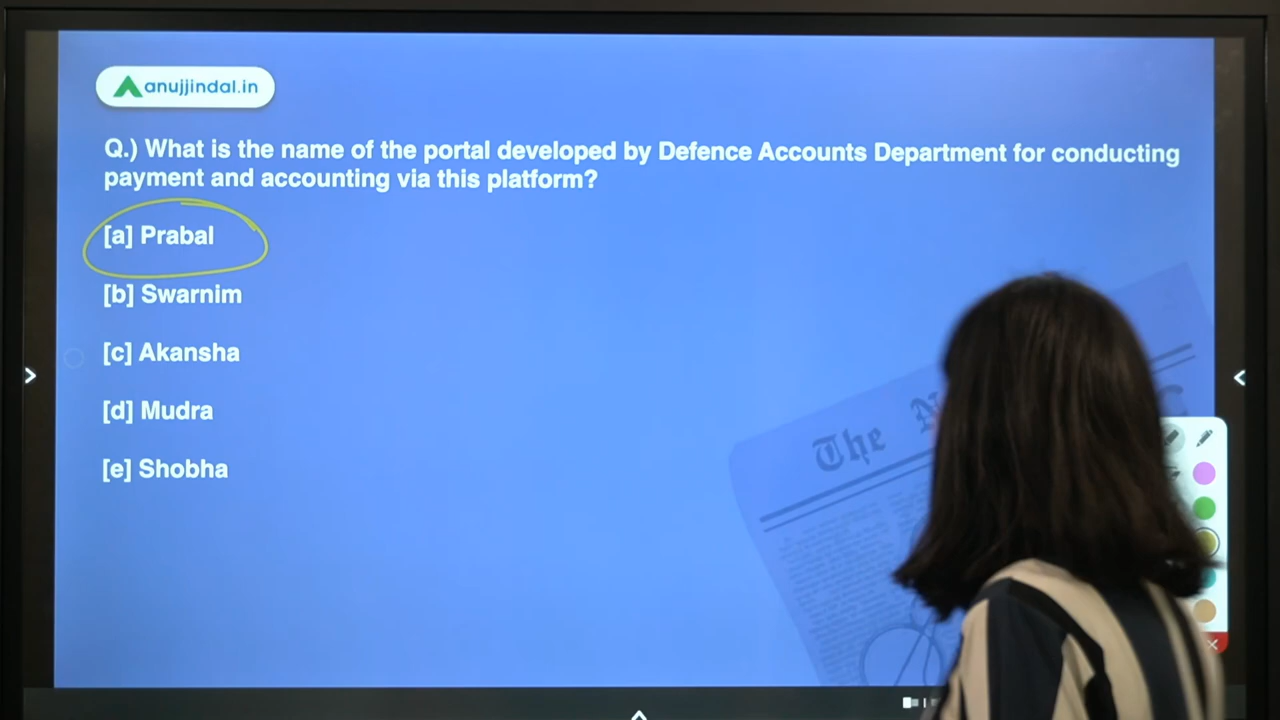 anujjindal.in
Q.) What is the name of the portal developed by Defence Accounts Department for conducting
payment and accounting via this platform?
[a] Prabal
[b] Swarnim
[c] Akansha
[d] Mudra
[e] Shobha
The